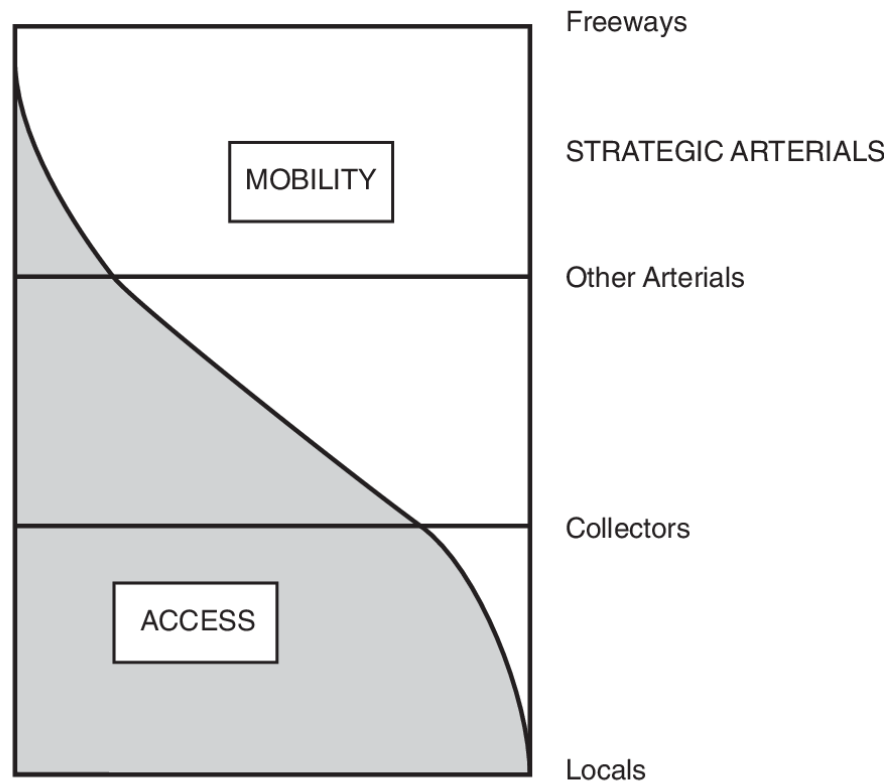 Freeways
STRATEGIC ARTERIALS
MOBILITY
Other Arterials
Collectors
ACCESS
Locals